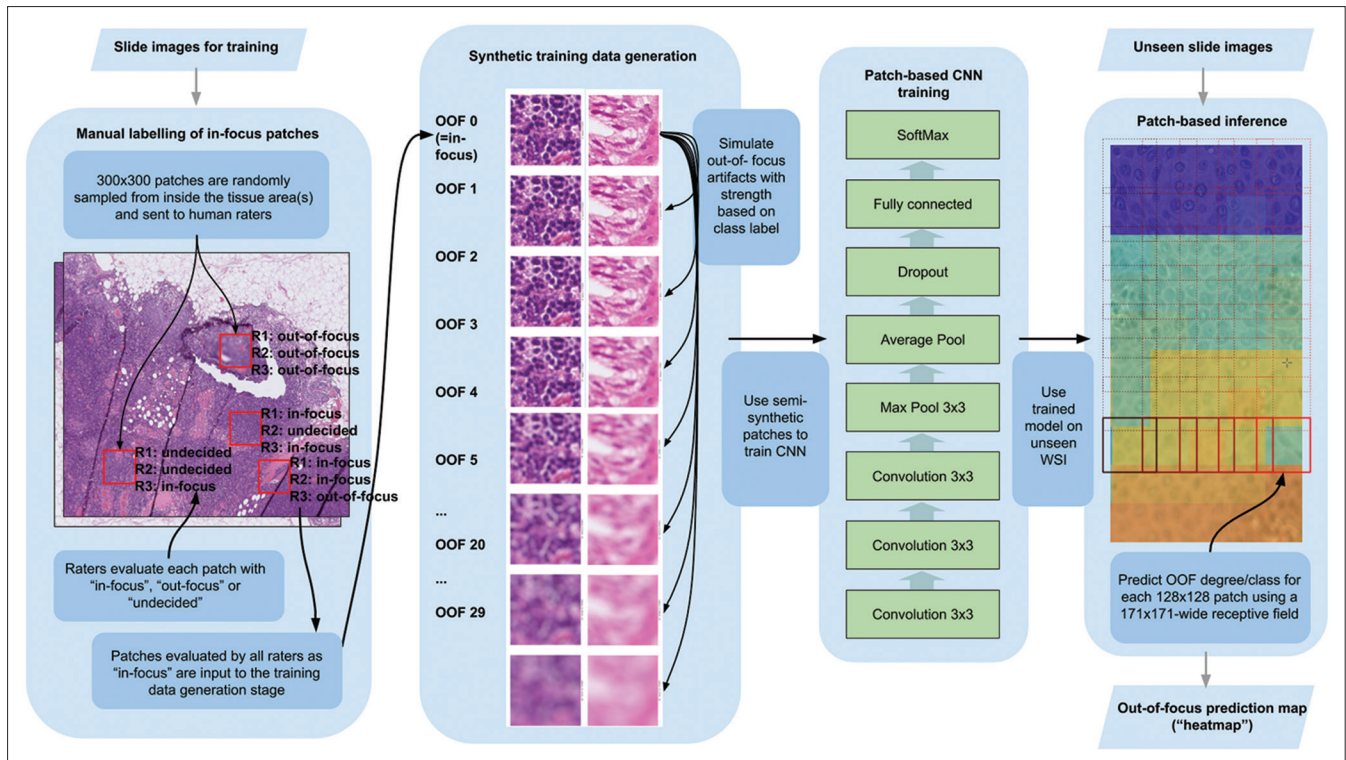 Slide images for training
Manual labelling of in-focus patches
300x300 patches are randomly
sampled from inside the tissue area(s)
and sent to human raters
R1: out-of-focus
R2: out-of-focus
R3: out-of-focus
R1: in-focus
R2: undecided
R3: in-focus
R1: undecided
R2: undecided
R3: in-focus
R1: in-focus
R2: in-focus
R3: out-of-focus
Raters evaluate each patch with
“in-focus”, “out-focus” or
“undecided”
Patches evaluated by all raters as
“in-focus” are input to the training
data generation stage
Synthetic training data generation
OOF 0
(=in-
focus)
OOF 1
OOF 2
OOF 3
OOF 4
OOF 5
...
OOF 20
...
OOF 29
Simulate
out-of- focus
artifacts with
strength
based on
class label
Use semi-
synthetic
patches to
train CNN
Patch-based CNN
training
SoftMax
Fully connected
Dropout
Average Pool
Max Pool 3x3
Convolution 3x3
Convolution 3x3
Convolution 3x3
Use
trained
model on
unseen
WSI
Unseen slide images
Patch-based inference
Predict OOF degree/class for
each 128x128 patch using a
171x171-wide receptive field
Out-of-focus prediction map
(“heatmap”)